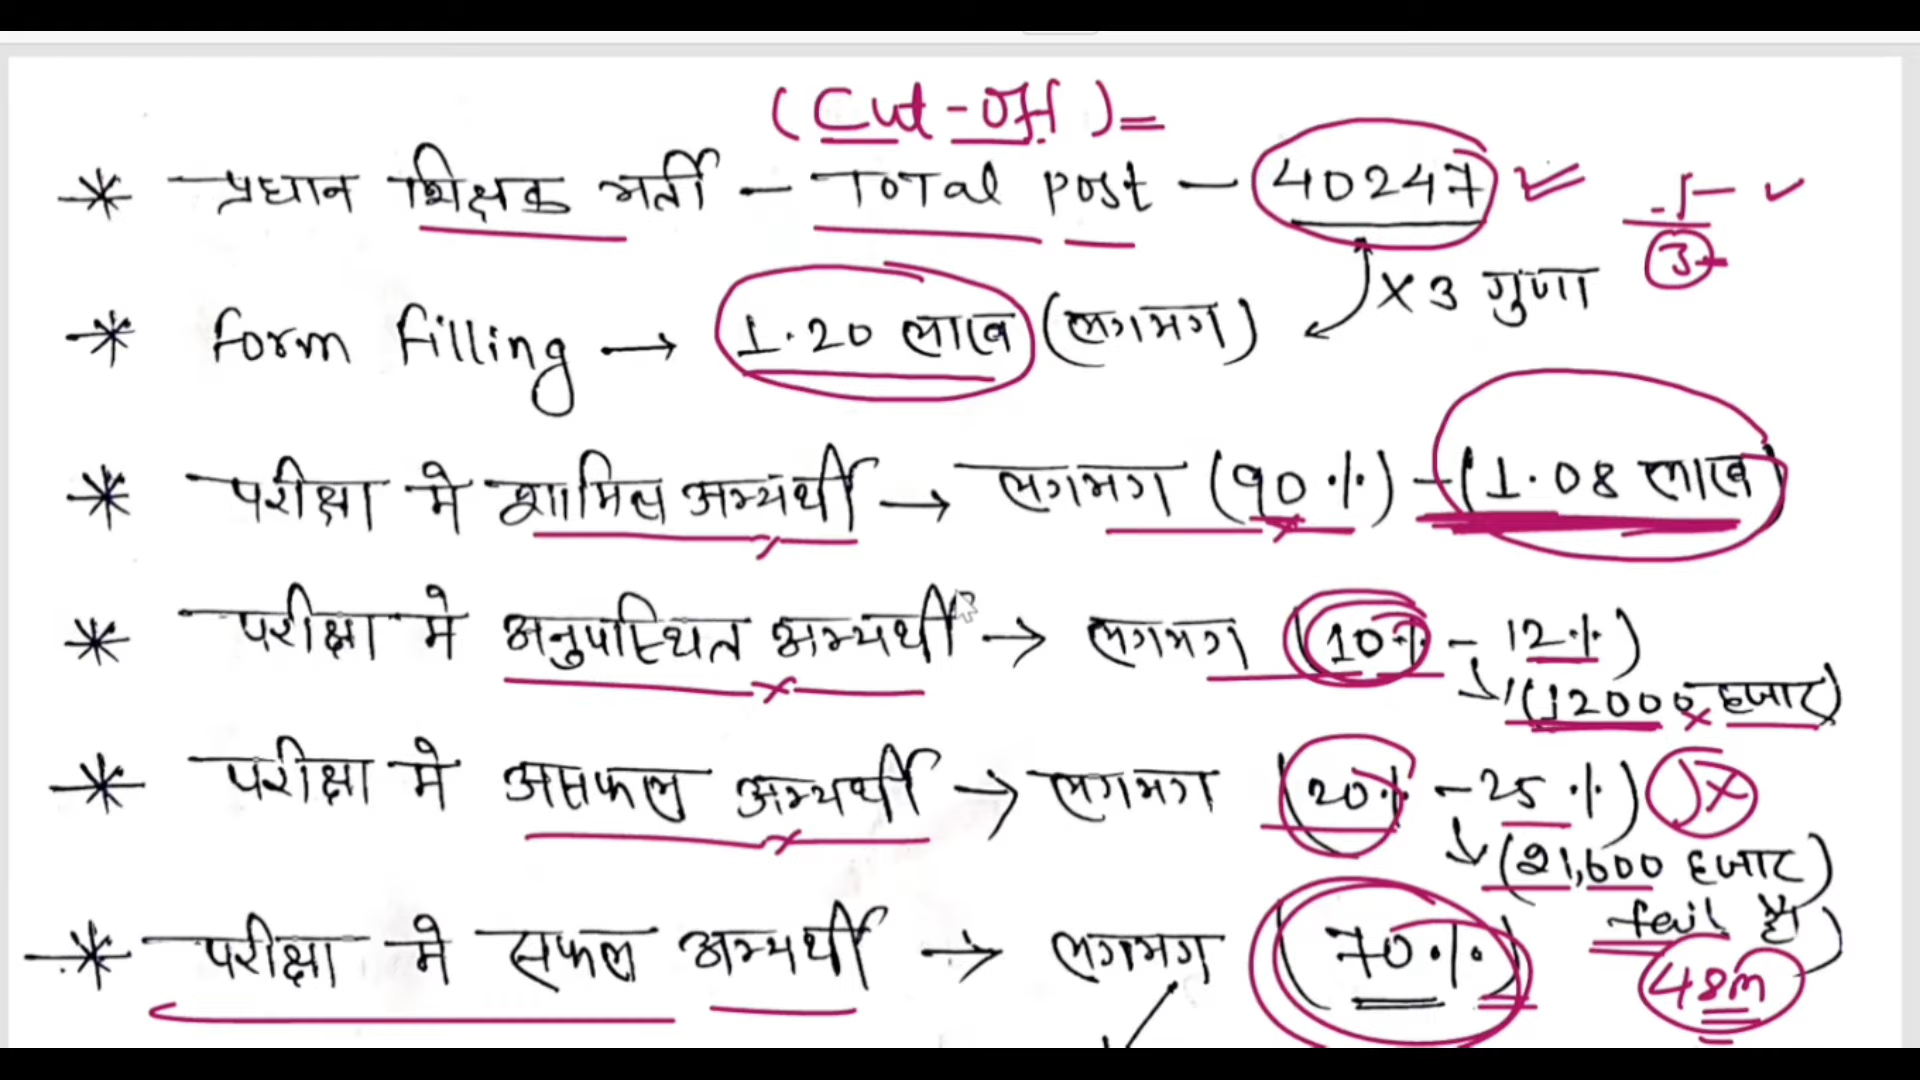 (Cut-off) =
* प्रधान शिक्षक भर्ती - Total post - 40247
3
× 3 गुणा
* form filling → 1.20 लाख (लगभग)
* परीक्षा मे शामिल अभ्यर्थी → लगभग (90%) - (1.08 लाख)
* परीक्षा मे अनुपस्थित अभ्यर्थी → लगभग (10% - 12%)
(12000 हजार)
* परीक्षा मे असफल अभ्यर्थी → लगभग (20% - 25%)
(21,600 हजार)
fail है)
* परीक्षा मे सफल अभ्यर्थी → लगभग (70%)
48m